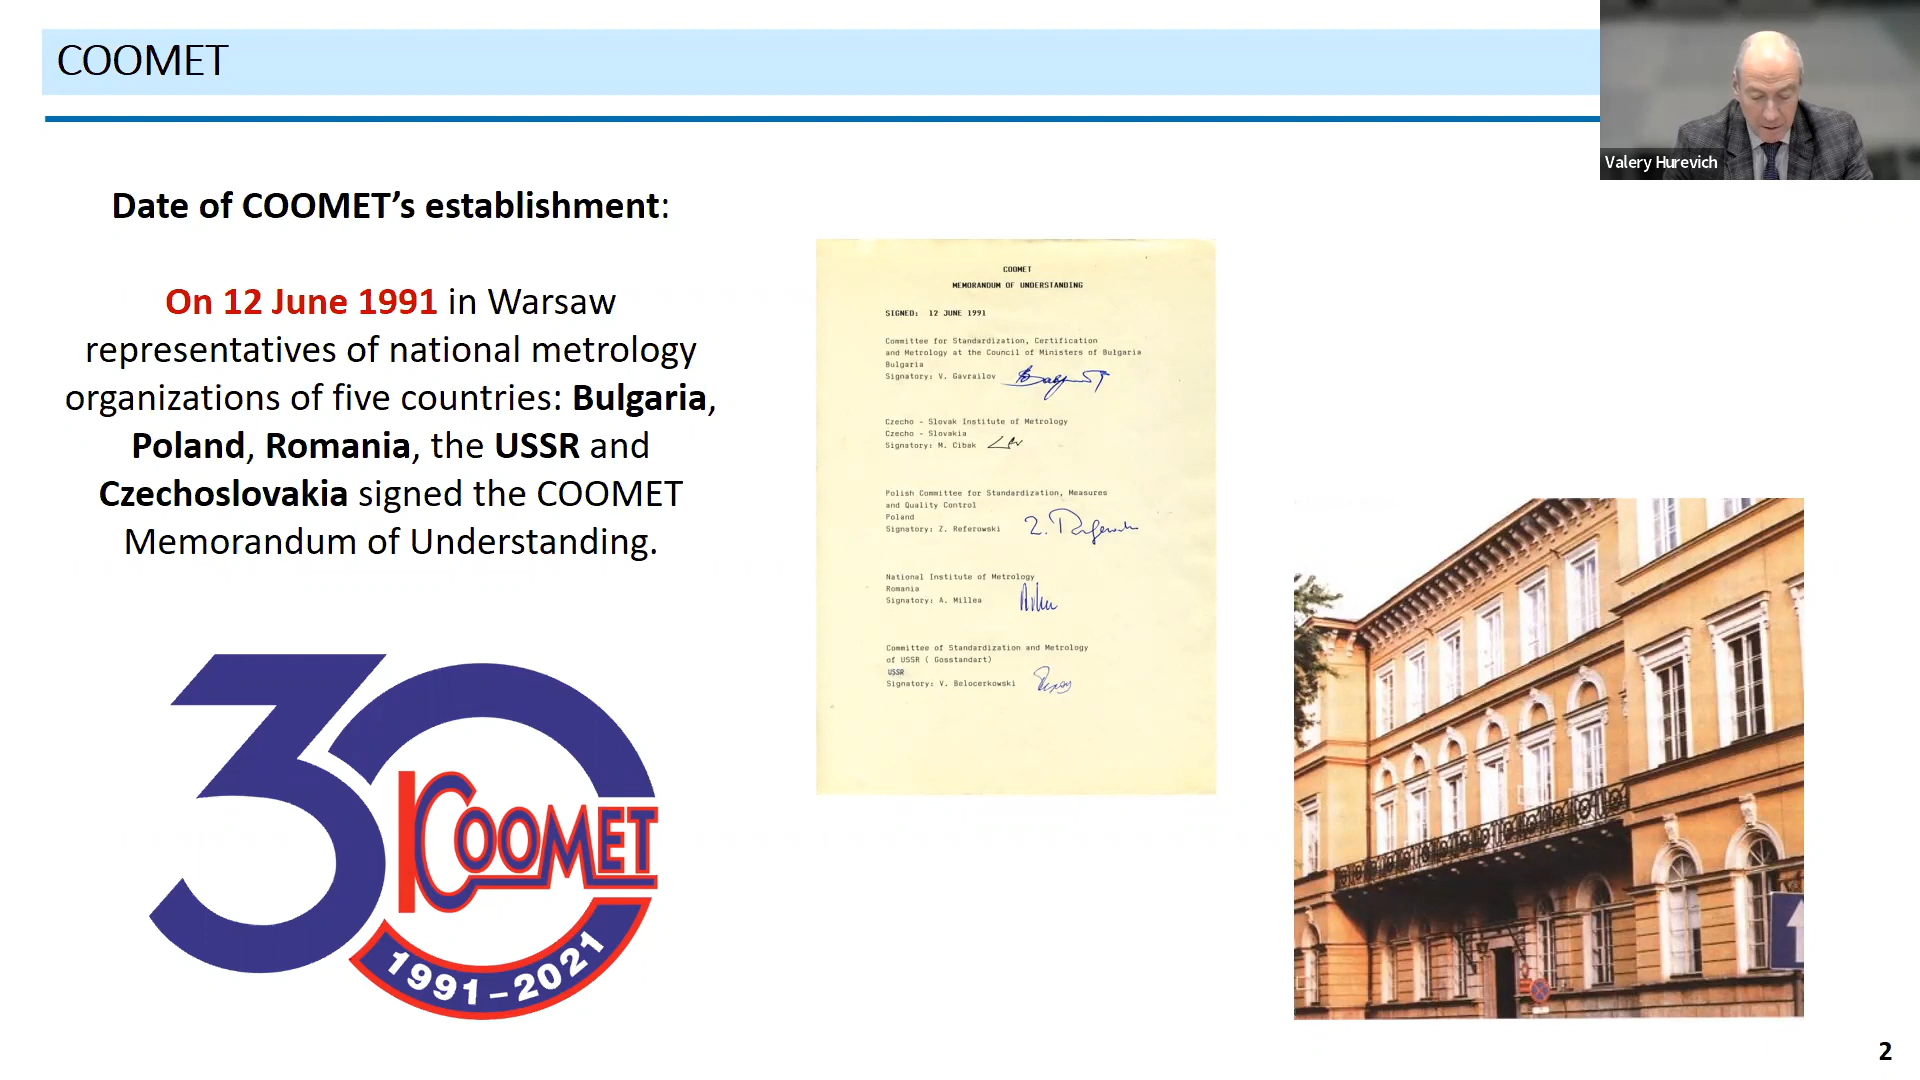 COOMET
Valery Hurevich
Date of COOMET’s establishment:
On 12 June 1991 in Warsaw
representatives of national metrology
organizations of five countries: Bulgaria,
Poland, Romania, the USSR and
Czechoslovakia signed the COOMET
Memorandum of Understanding.
COOMET
MEMORANDUM OF UNDERSTANDING
SIGNED: 12 JUNE 1991
Committee for Standardization, Certification
and Metrology at the Council of Ministers of Bulgaria
Bulgaria
Signatory: V. Gavrailov
Czecho - Slovak Institute of Metrology
Czecho - Slovakia
Signatory: M. Cibak
Polish Committee for Standardization, Measures
and Quality Control
Poland
Signatory: Z. Referowski
National Institute of Metrology
Romania
Signatory: A. Millea
Committee of Standardization and Metrology
of USSR ( Gosstandart)
USSR
Signatory: V. Belocerkowski
30
COOMET
1991-2021
2